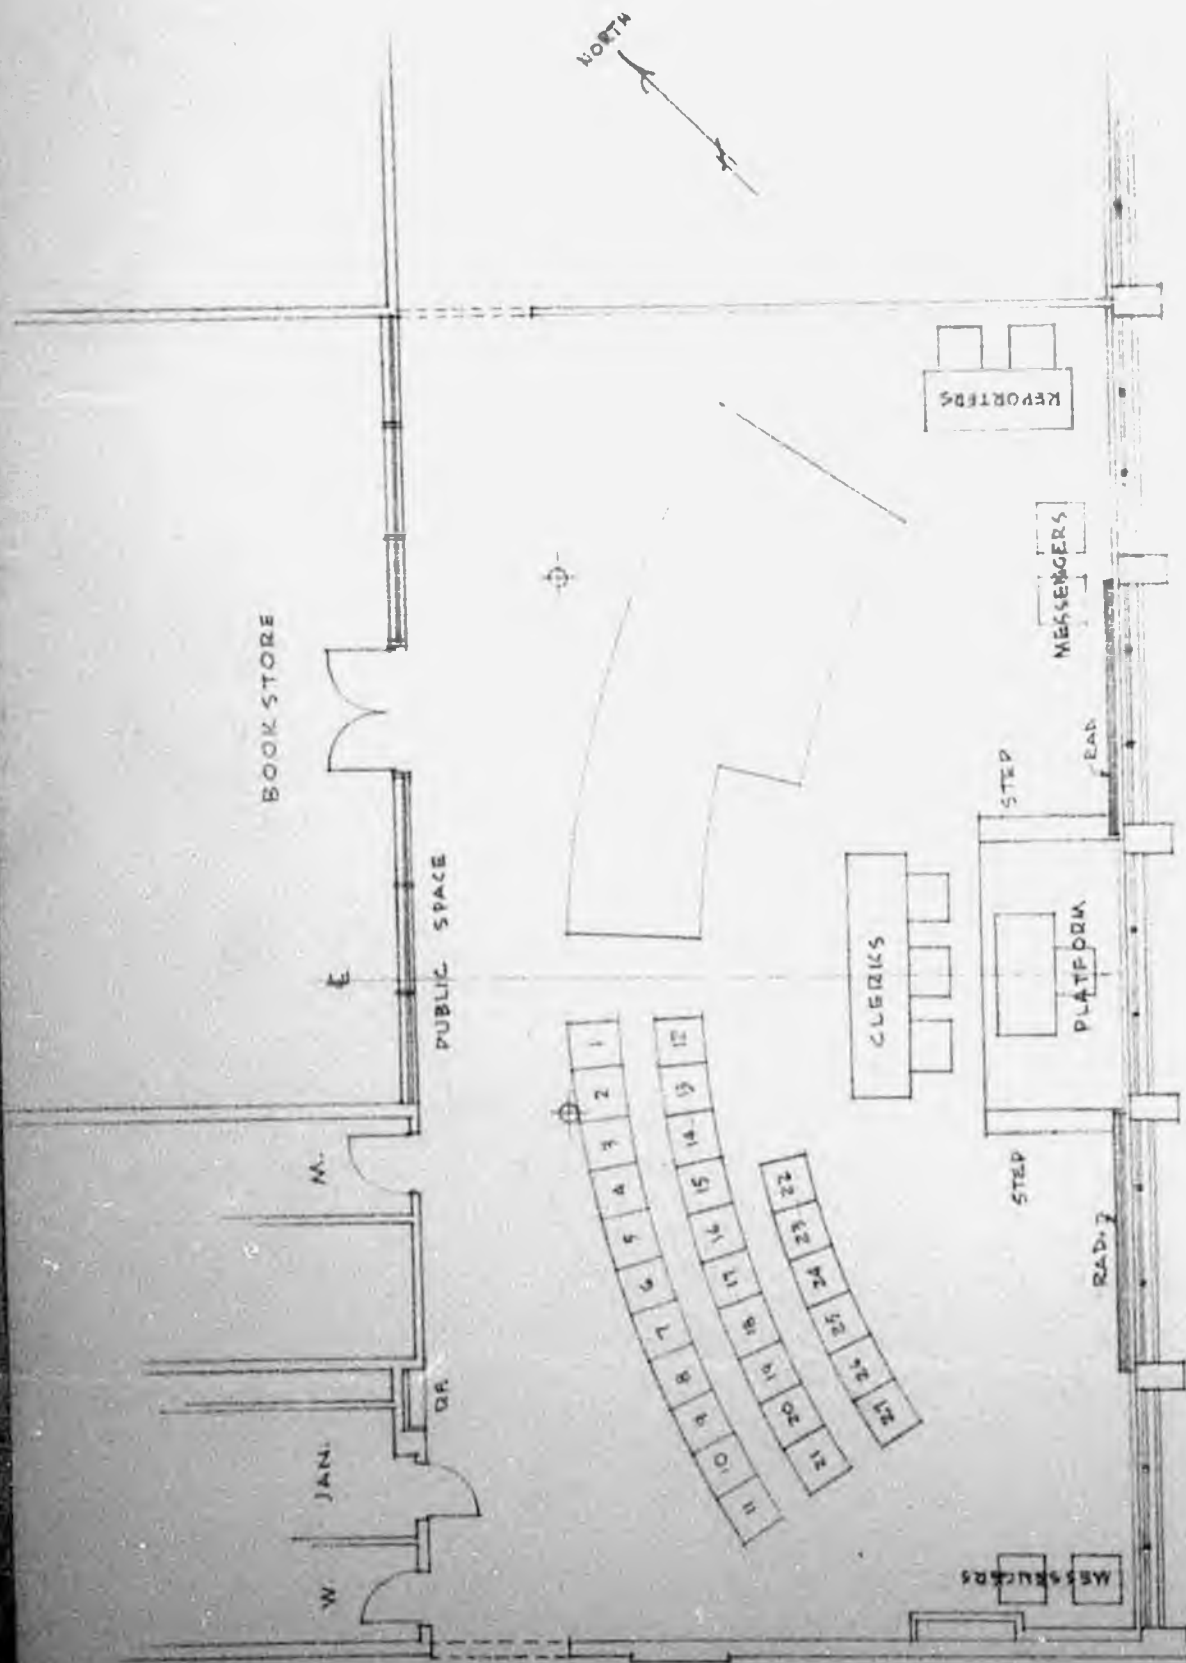 NORTH
REPORTERS
MESSENGERS
BOOK STORE
PUBLIC SPACE
STEP
RAD.
CLERKS
PLATFORM
STEP
RAD.
M.
D.F.
JAN.
W.
1
2
3
4
5
6
7
8
9
10
11
12
13
14
15
16
17
18
19
20
21
22
23
24
25
26
27
MESSENGERS